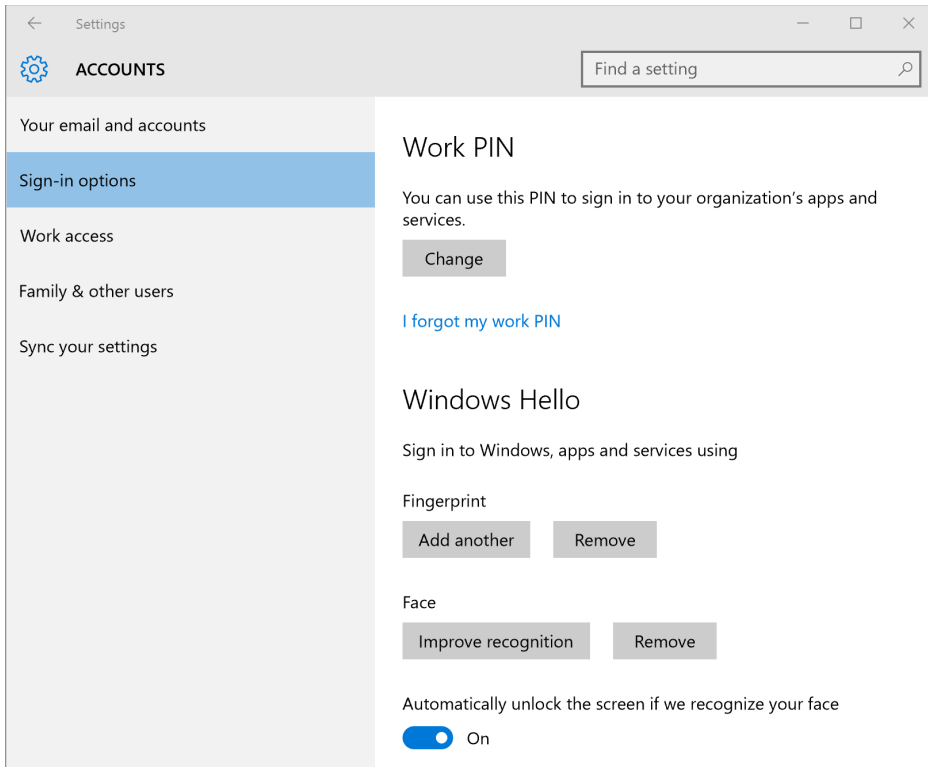 Settings
ACCOUNTS
Find a setting
Your email and accounts
Sign-in options
Work access
Family & other users
Sync your settings
Work PIN
You can use this PIN to sign in to your organization's apps and
services.
Change
I forgot my work PIN
Windows Hello
Sign in to Windows, apps and services using
Fingerprint
Add another
Remove
Face
Improve recognition
Remove
Automatically unlock the screen if we recognize your face
On